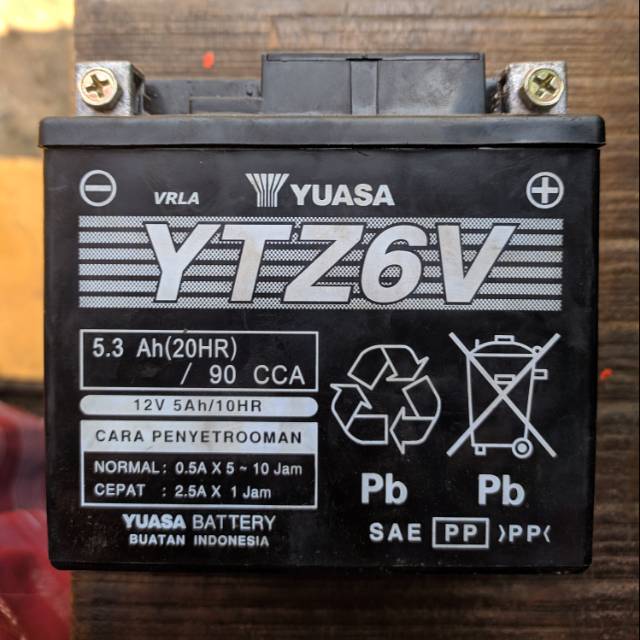 VRLA YUASA
YTZ6V
5.3 Ah(20HR)
/ 90 CCA
12V 5Ah/10HR
CARA PENYETROOMAN
NORMAL : 0.5A X 5 ~ 10 Jam
CEPAT : 2.5A X 1 Jam
YUASA BATTERY
BUATAN INDONESIA
Pb Pb
SAE PP >PP<